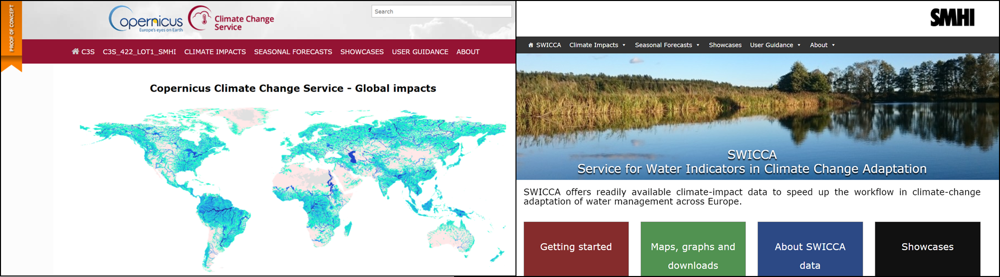 PROOF OF CONCEPT
opernicus
Europe's eyes on Earth
Climate Change
Service
Search
C3S C3S_422_LOT1_SMHI CLIMATE IMPACTS SEASONAL FORECASTS SHOWCASES USER GUIDANCE ABOUT
Copernicus Climate Change Service - Global impacts
SMHI
SWICCA Climate Impacts Seasonal Forecasts Showcases User Guidance About
SWICCA
Service for Water Indicators in Climate Change Adaptation
SWICCA offers readily available climate-impact data to speed up the workflow in climate-change
adaptation of water management across Europe.
Getting started
Maps, graphs and
downloads
About SWICCA
data
Showcases